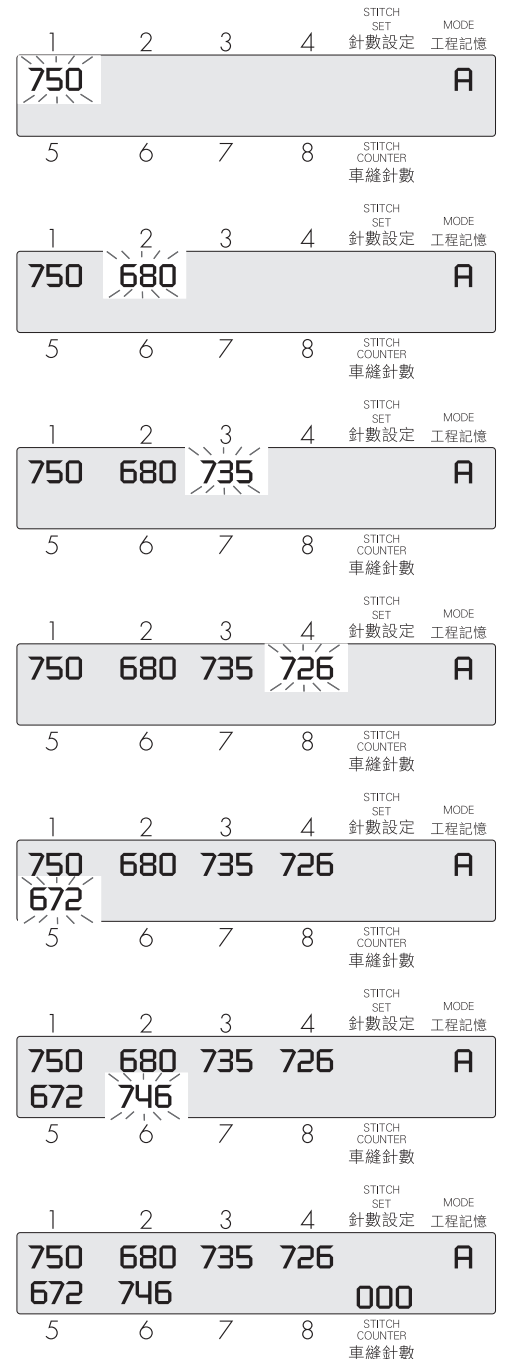 STITCH
SET MODE
1 2 3 4 針數設定 工程記憶
750 A
5 6 7 8 STITCH
COUNTER
車縫針數
STITCH
SET MODE
1 2 3 4 針數設定 工程記憶
750 680 A
5 6 7 8 STITCH
COUNTER
車縫針數
STITCH
SET MODE
1 2 3 4 針數設定 工程記憶
750 680 735 A
5 6 7 8 STITCH
COUNTER
車縫針數
STITCH
SET MODE
1 2 3 4 針數設定 工程記憶
750 680 735 726 A
5 6 7 8 STITCH
COUNTER
車縫針數
STITCH
SET MODE
1 2 3 4 針數設定 工程記憶
750 680 735 726 A
672
5 6 7 8 STITCH
COUNTER
車縫針數
STITCH
SET MODE
1 2 3 4 針數設定 工程記憶
750 680 735 726 A
672 746
5 6 7 8 STITCH
COUNTER
車縫針數
STITCH
SET MODE
1 2 3 4 針數設定 工程記憶
750 680 735 726 A
672 746 000
5 6 7 8 STITCH
COUNTER
車縫針數